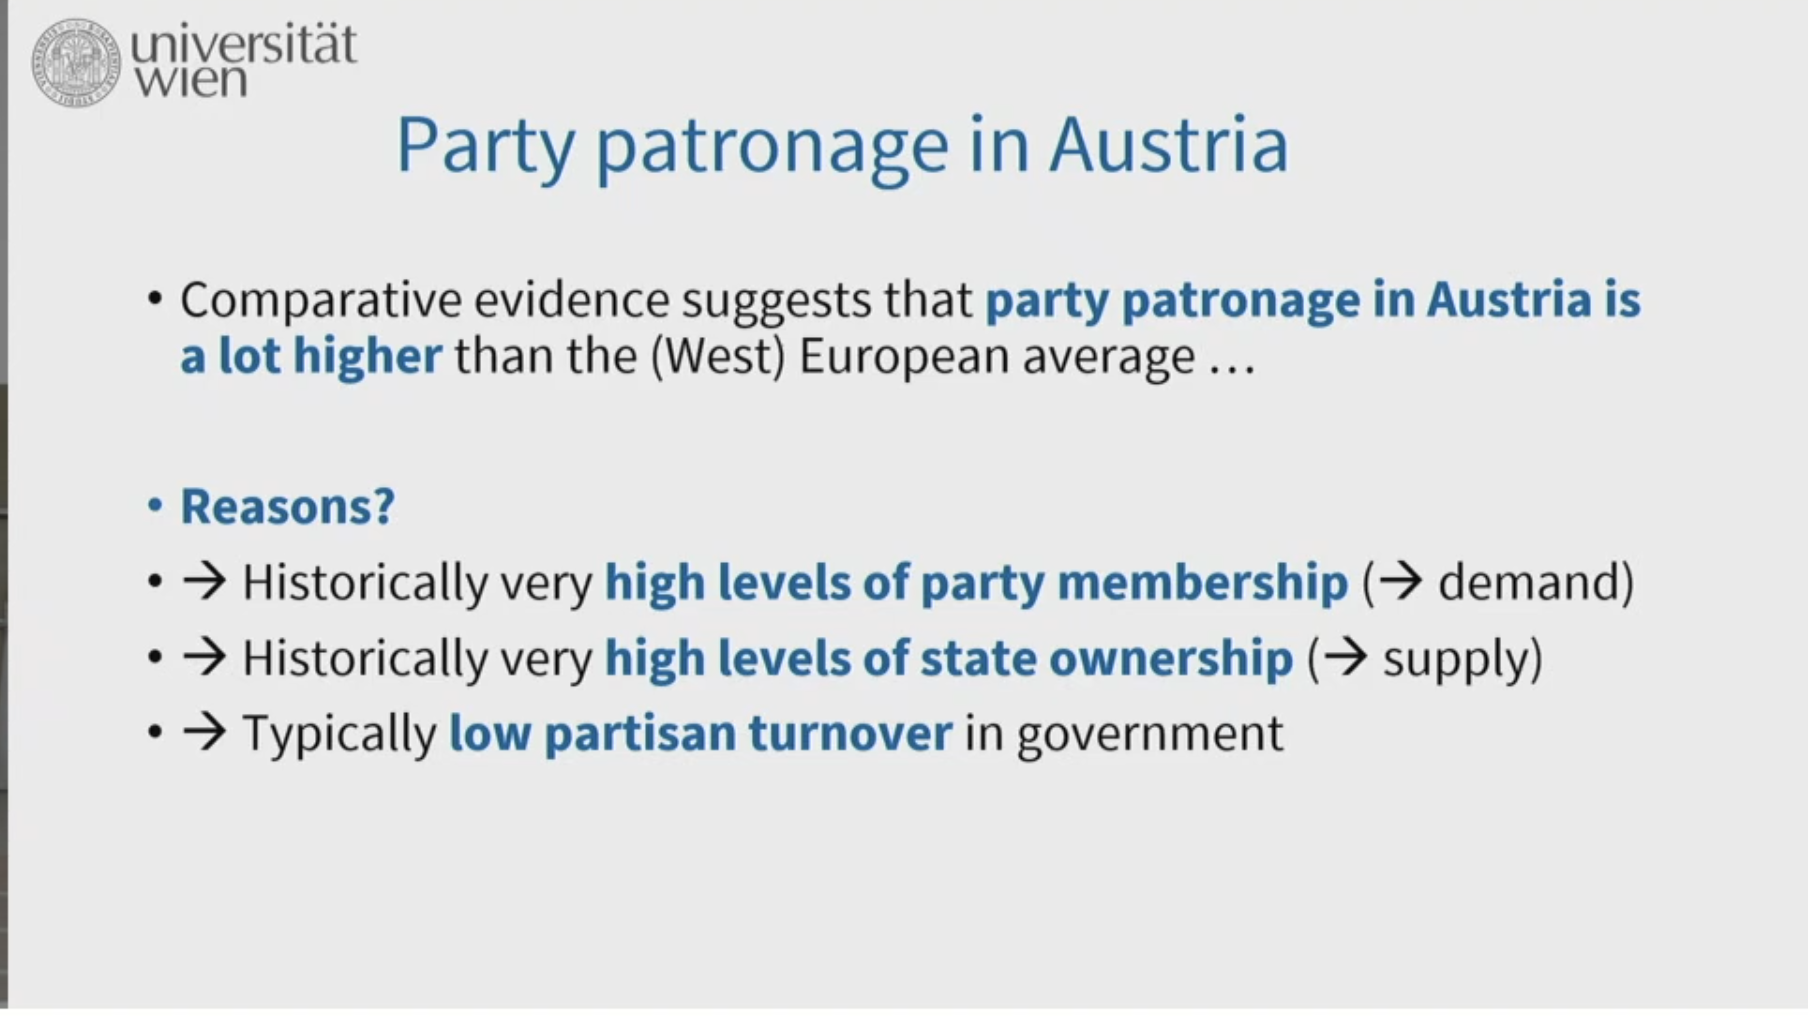 universität
wien
Party patronage in Austria
• Comparative evidence suggests that party patronage in Austria is
a lot higher than the (West) European average …
• Reasons?
• → Historically very high levels of party membership (→ demand)
• → Historically very high levels of state ownership (→ supply)
• → Typically low partisan turnover in government